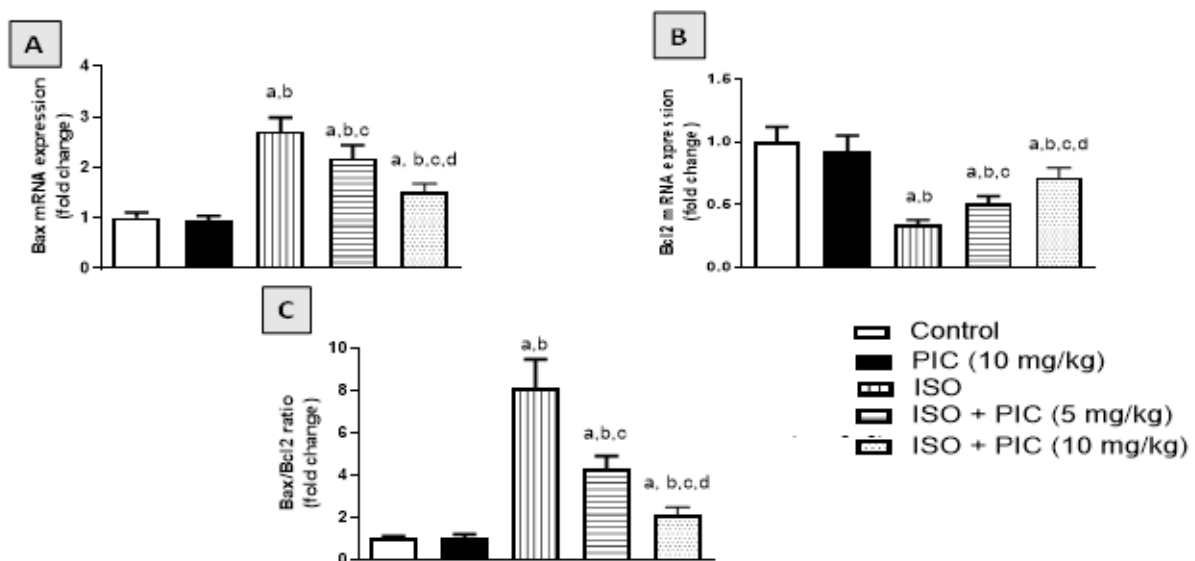 A
Bax mRNA expression
(fold change)
4
3
2
1
0
a,b
a,b,c
a, b,c,d
B
Bcl2 mRNA expression
(fold change)
1.5
1.0
0.5
0.0
a,b
a,b,c
a,b,c,d
C
Bax/Bcl2 ratio
(fold change)
10
8
6
4
2
0
a,b
a,b,c
a, b,c,d
Control
PIC (10 mg/kg)
ISO
ISO + PIC (5 mg/kg)
ISO + PIC (10 mg/kg)